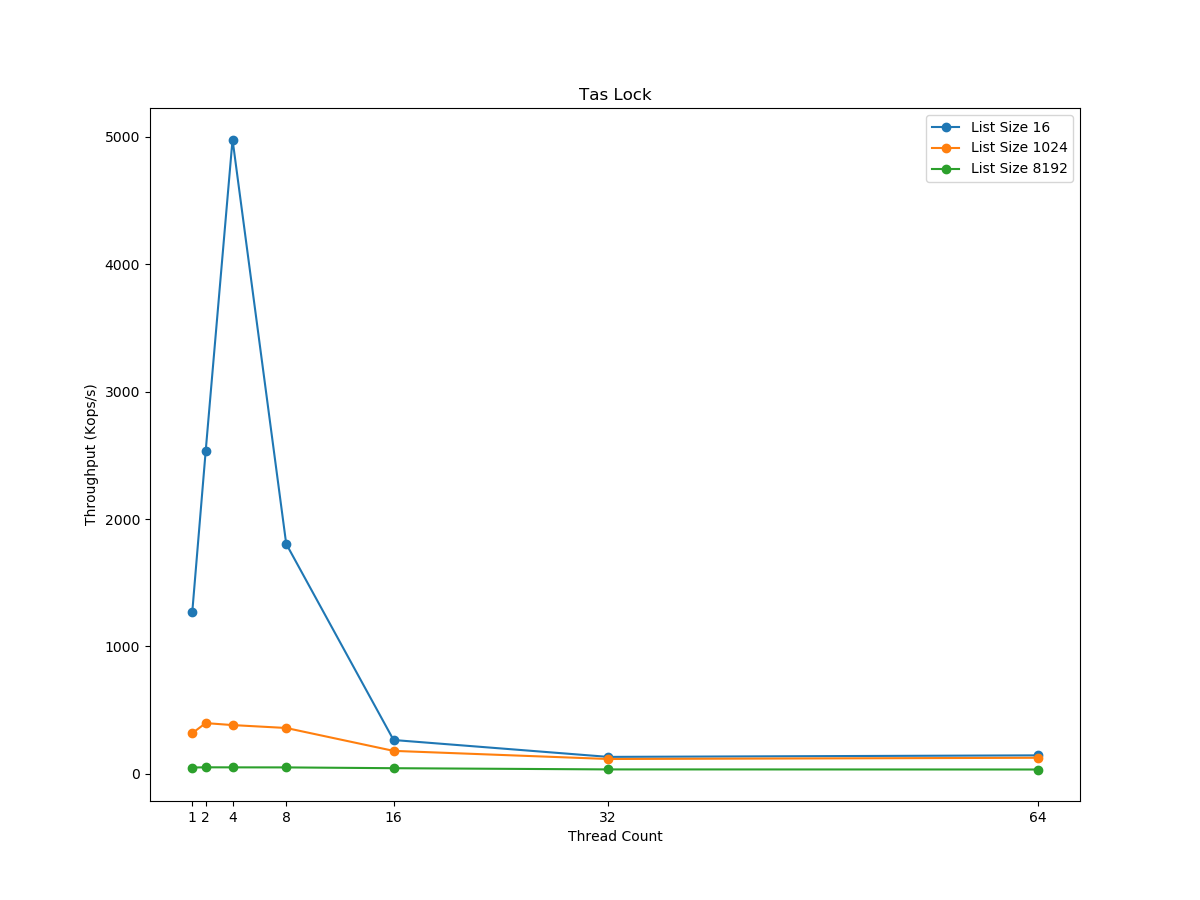 Tas Lock
List Size 16
List Size 1024
List Size 8192
5000
4000
3000
2000
1000
0
Throughput (Kops/s)
1 2 4 8 16 32 64
Thread Count